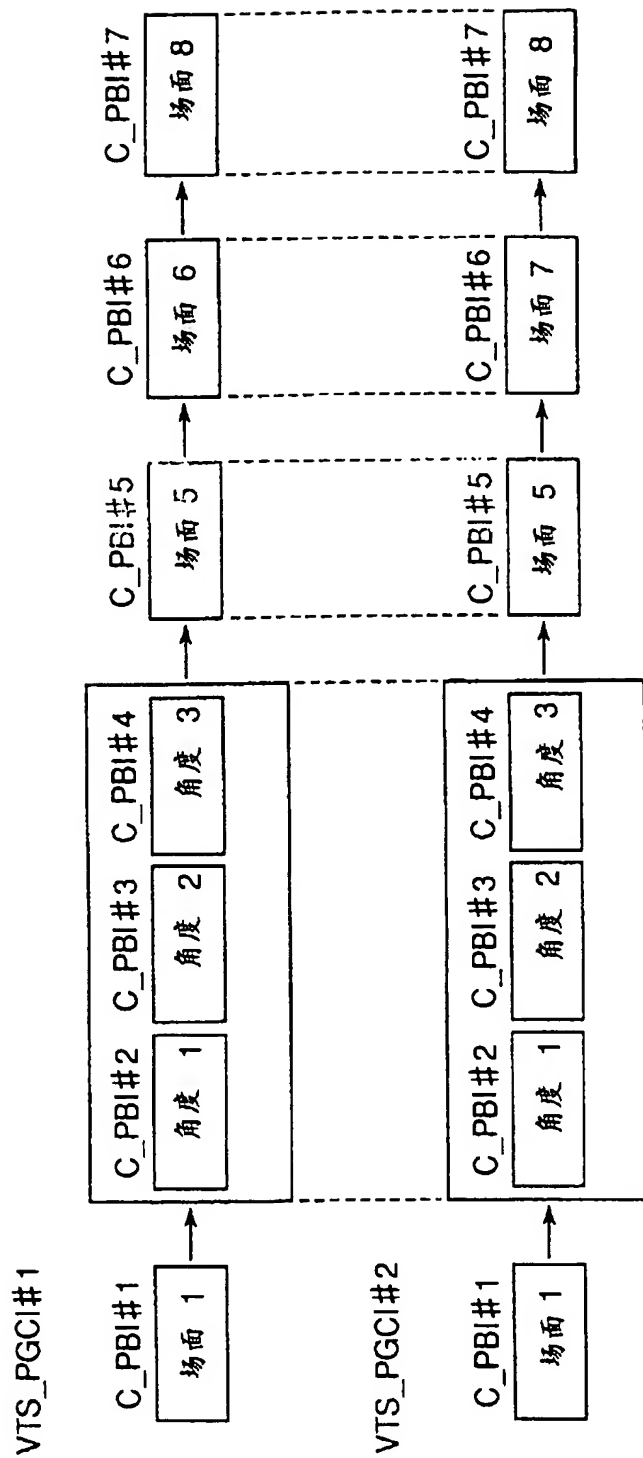 VTS_PGCI#1
C_PBI#1
场面 1
C_PBI#2
角度 1
C_PBI#3
角度 2
C_PBI#4
角度 3
C_PBI#5
场面 5
C_PBI#6
场面 6
C_PBI#7
场面 8
VTS_PGCI#2
C_PBI#1
场面 1
C_PBI#2
角度 1
C_PBI#3
角度 2
C_PBI#4
角度 3
C_PBI#5
场面 5
C_PBI#6
场面 7
C_PBI#7
场面 8